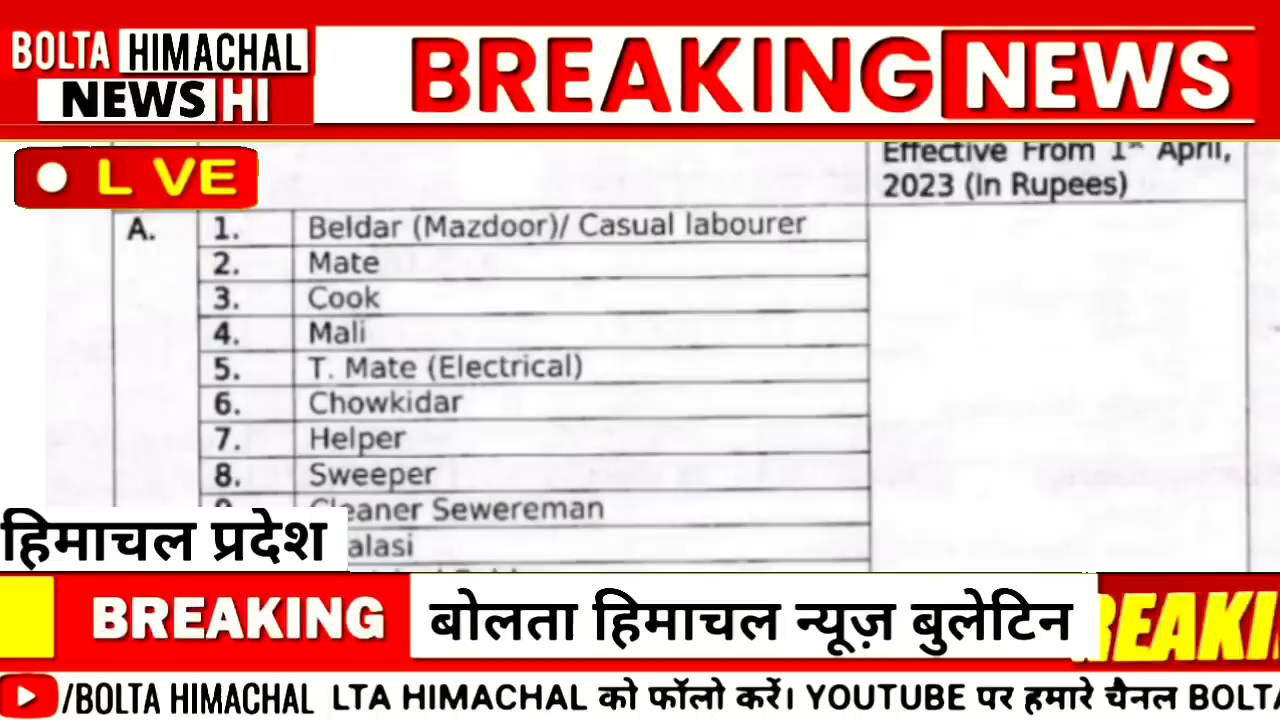 BOLTA HIMACHAL
NEWS HI
BREAKING NEWS
L VE
Effective From 1st April,
2023 (In Rupees)
A. 1. Beldar (Mazdoor)/ Casual labourer
2. Mate
3. Cook
4. Mali
5. T. Mate (Electrical)
6. Chowkidar
7. Helper
8. Sweeper
Cleaner Sewereman
alasi
हिमाचल प्रदेश
BREAKING
बोलता हिमाचल न्यूज़ बुलेटिन
REAKI
/BOLTA HIMACHAL
LTA HIMACHAL को फॉलो करें। YOUTUBE पर हमारे चैनल BOLTA